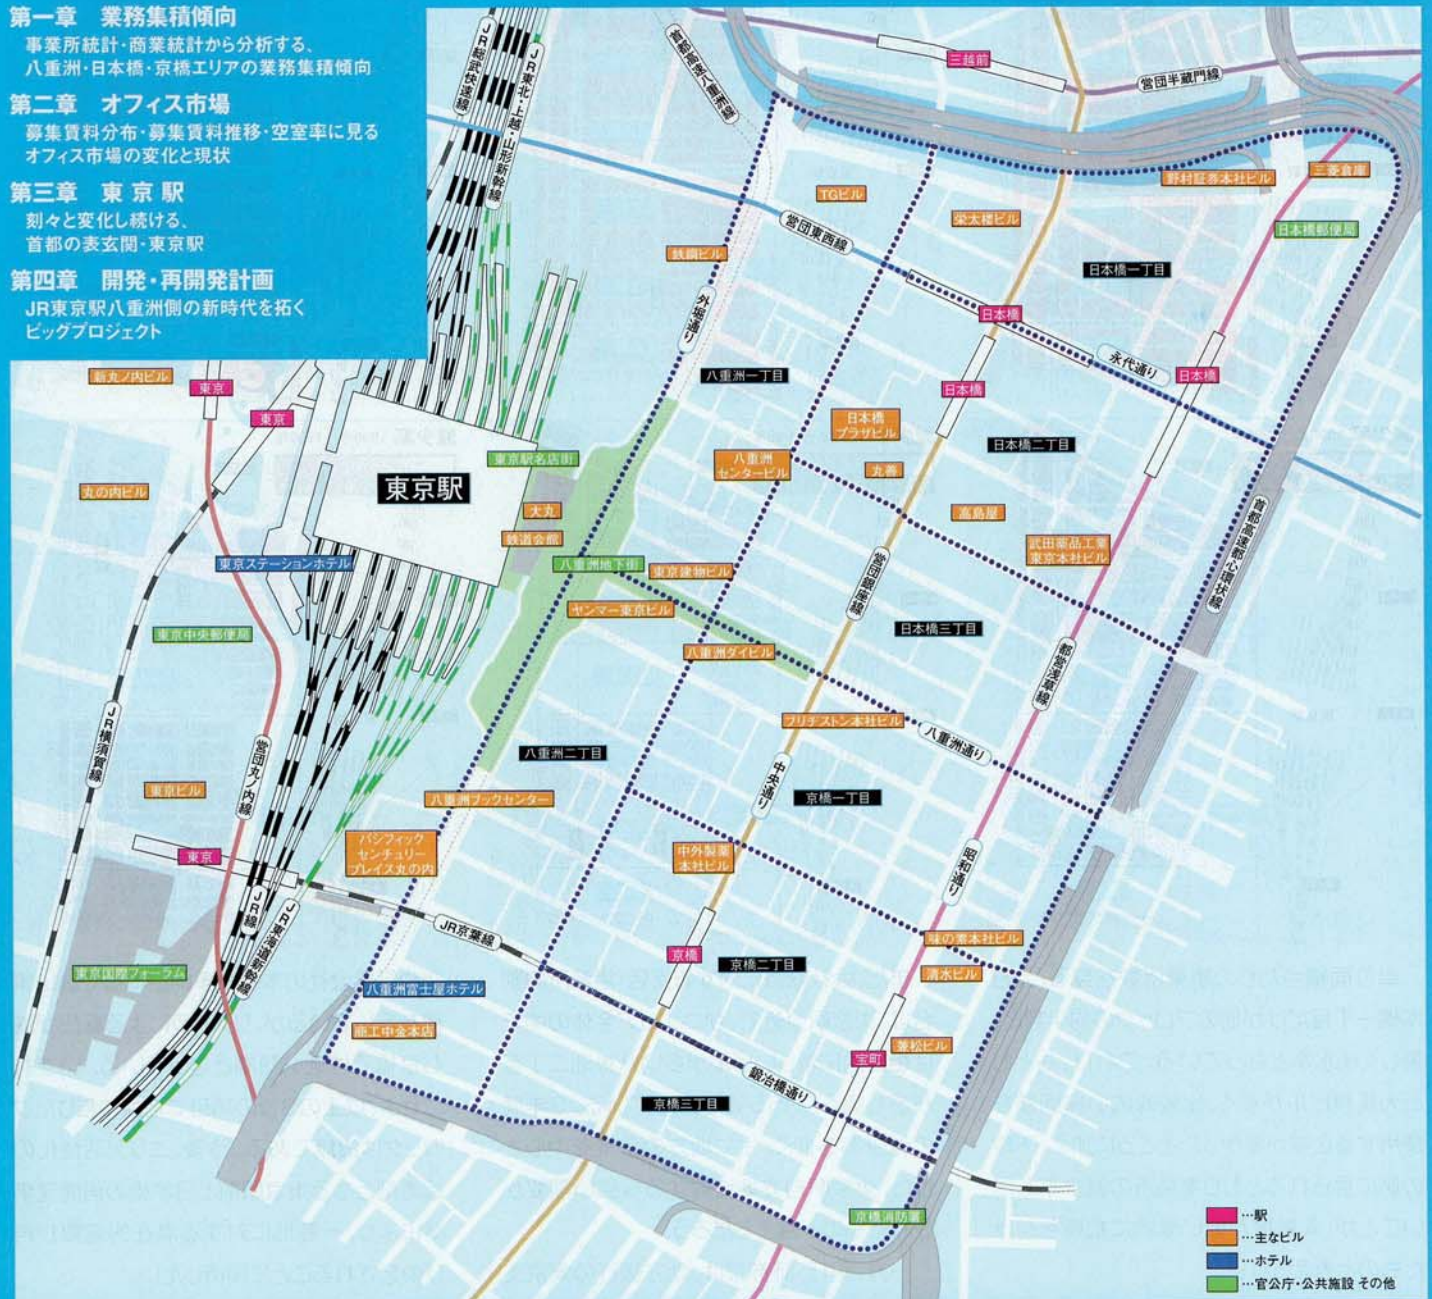 第一章 業務集積傾向
事業所統計・商業統計から分析する、
八重洲・日本橋・京橋エリアの業務集積傾向
第二章 オフィス市場
募集賃料分布・募集賃料推移・空室率に見る
オフィス市場の変化と現状
第三章 東京駅
刻々と変化し続ける、
首都の表玄関・東京駅
第四章 開発・再開発計画
JR東京駅八重洲側の新時代を拓く
ビッグプロジェクト
JR総武快速線
JR東北・上越・山形新幹線
首都高速八重洲線
三越前
営団半蔵門線
TGビル
栄太楼ビル
野村証券本社ビル
三菱倉庫
日本橋郵便局
営団東西線
鉄鋼ビル
日本橋一丁目
外堀通り
日本橋
永代通り
八重洲一丁目
日本橋
日本橋
新丸ノ内ビル
東京
東京
日本橋
プラザビル
日本橋二丁目
東京駅名店街
八重洲
センタービル
丸善
東京駅
丸の内ビル
大丸
高島屋
首都高速都心環状線
鉄道会館
武田薬品工業
東京本社ビル
東京ステーションホテル
八重洲地下街
東京建物ビル
営団銀座線
ヤンマー東京ビル
東京中央郵便局
日本橋三丁目
八重洲ダイビル
都営浅草線
ブリヂストン本社ビル
八重洲通り
JR横須賀線
営団丸ノ内線
八重洲二丁目
中央通り
東京ビル
八重洲ブックセンター
京橋一丁目
パシフィック
センチュリー
プレイス丸の内
東京
中外製薬
本社ビル
昭和通り
JR線
JR東海道新幹線
JR京葉線
味の素本社ビル
京橋
京橋二丁目
清水ビル
東京国際フォーラム
八重洲富士屋ホテル
商工中金本店
兼松ビル
宝町
鍛冶橋通り
京橋三丁目
京橋消防署
…駅
…主なビル
…ホテル
…官公庁・公共施設 その他